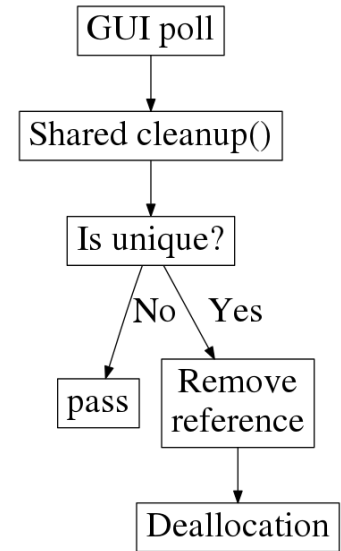 GUI poll
Shared cleanup()
Is unique?
No
Yes
pass
Remove
reference
Deallocation